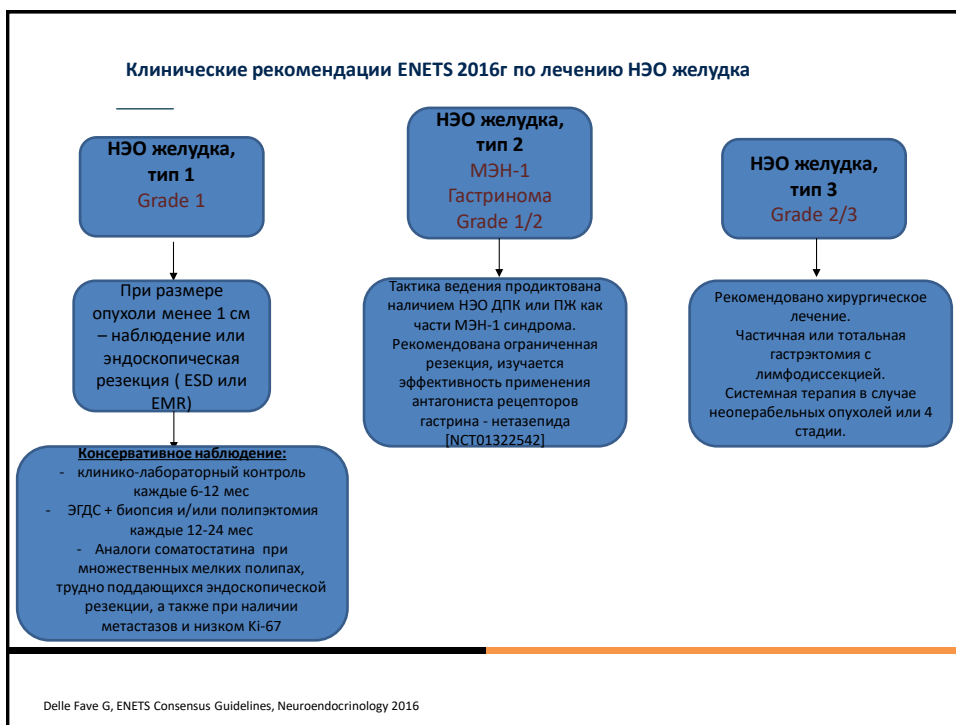 Клинические рекомендации ENETS 2016г по лечению НЭО желудка
НЭО желудка,
тип 1
Grade 1
При размере
опухоли менее 1 см
– наблюдение или
эндоскопическая
резекция ( ESD или
EMR)
Консервативное наблюдение:
- клинико-лабораторный контроль
каждые 6-12 мес
- ЭГДС + биопсия и/или полипэктомия
каждые 12-24 мес
- Аналоги соматостатина при
множественных мелких полипах,
трудно поддающихся эндоскопической
резекции, а также при наличии
метастазов и низком Ki-67
НЭО желудка,
тип 2
МЭН-1
Гастринома
Grade 1/2
Тактика ведения продиктована
наличием НЭО ДПК или ПЖ как
части МЭН-1 синдрома.
Рекомендована ограниченная
резекция, изучается
эффективность применения
антагониста рецепторов
гастрина - нетазепида
[NCT01322542]
НЭО желудка,
тип 3
Grade 2/3
Рекомендовано хирургическое
лечение.
Частичная или тотальная
гастрэктомия с
лимфодиссекцией.
Системная терапия в случае
неоперабельных опухолей или 4
стадии.
Delle Fave G, ENETS Consensus Guidelines, Neuroendocrinology 2016